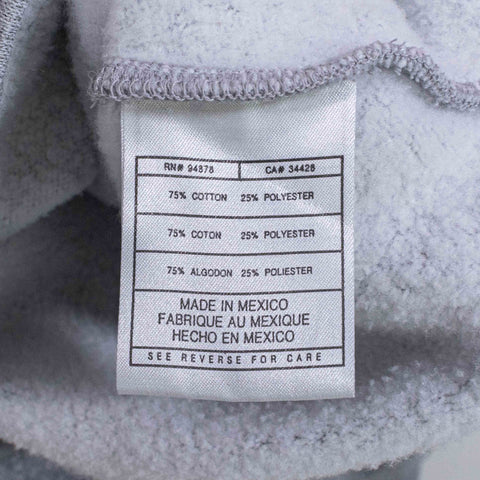 RN# 94878 CA# 34428
75% COTTON 25% POLYESTER
75% COTON 25% POLYESTER
75% ALGODON 25% POLIESTER
MADE IN MEXICO
FABRIQUE AU MEXIQUE
HECHO EN MEXICO
SEE REVERSE FOR CARE